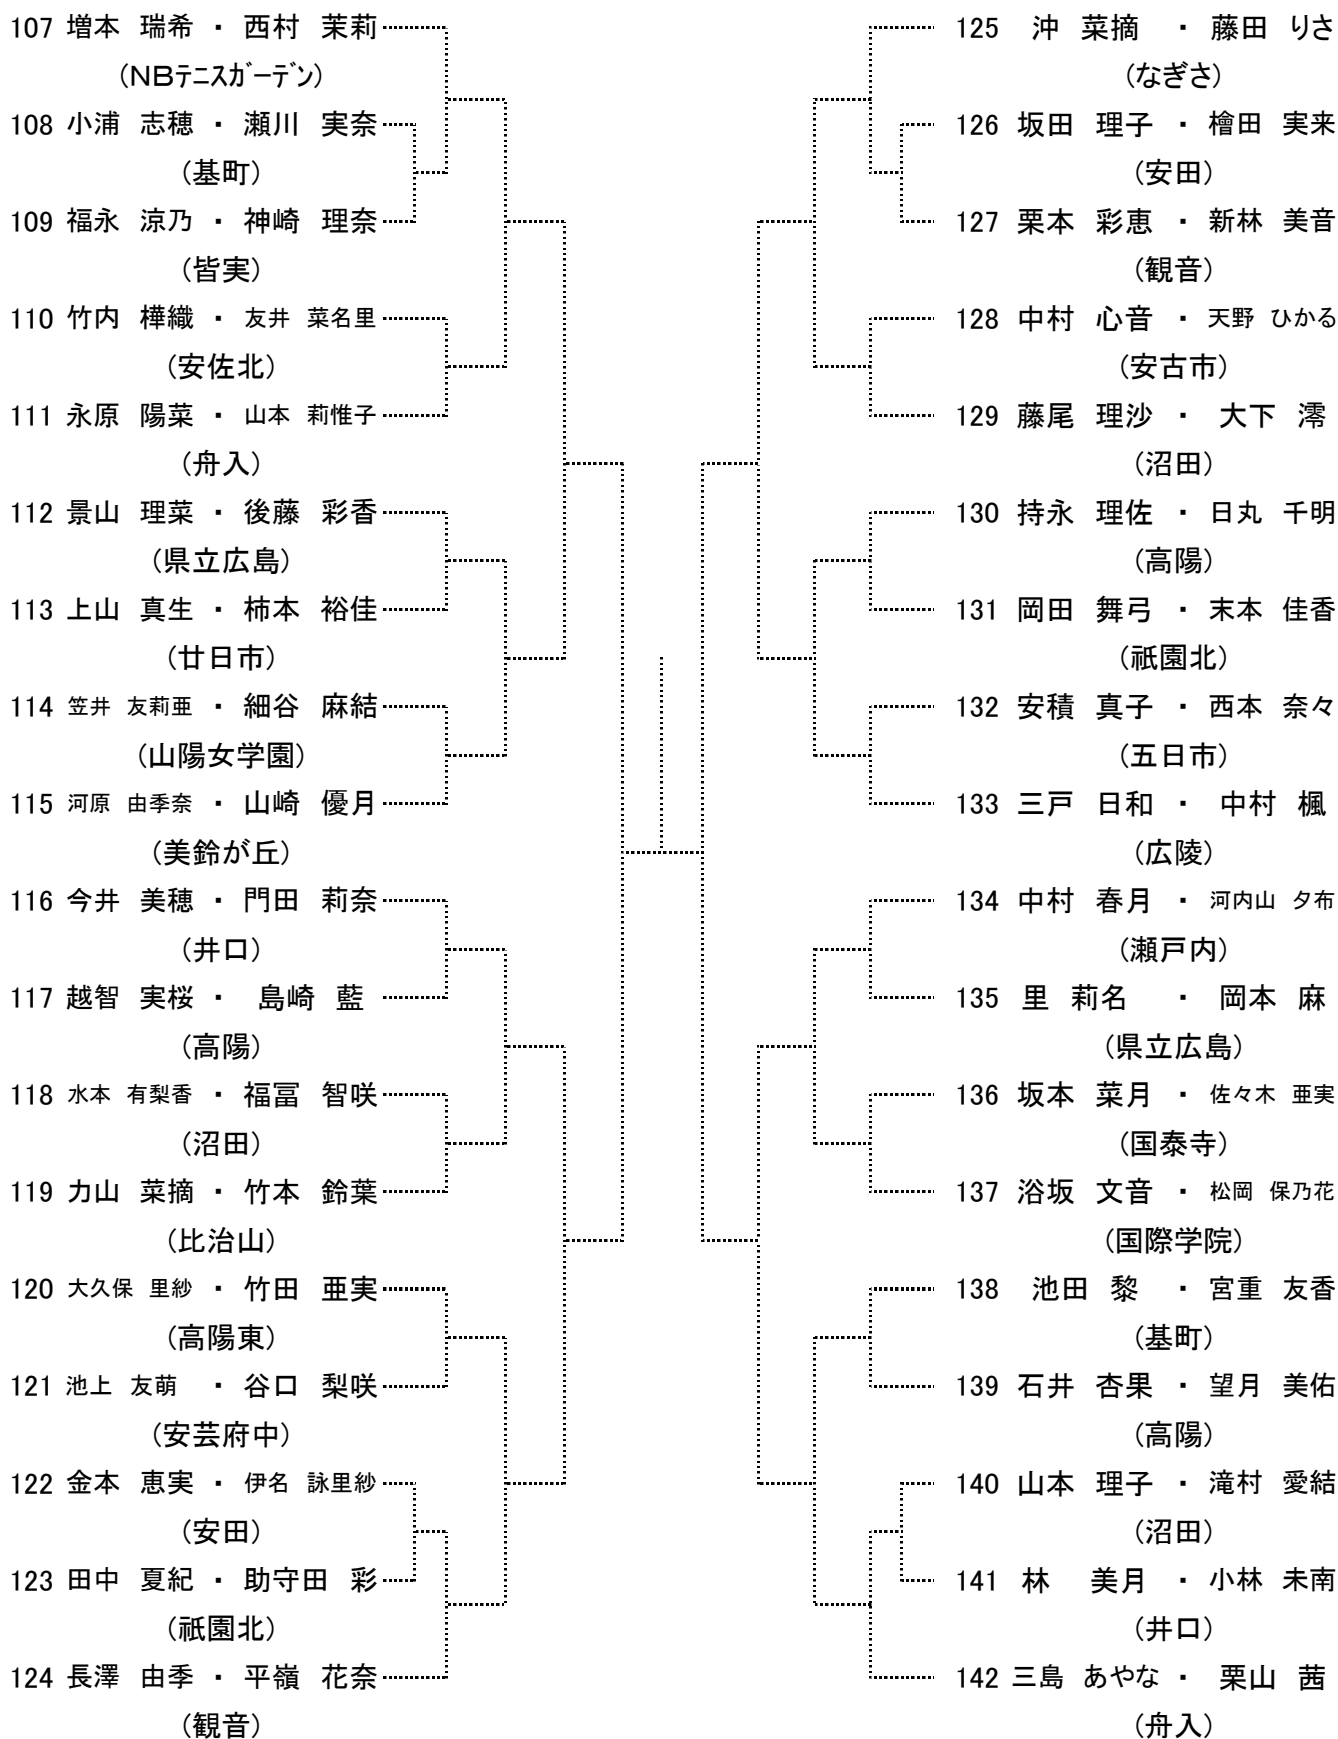 107 増本 瑞希 ・ 西村 茉莉
(NBテニスガーデン)
108 小浦 志穂 ・ 瀬川 実奈
(基町)
109 福永 涼乃 ・ 神崎 理奈
(皆実)
110 竹内 樺織 ・ 友井 菜名里
(安佐北)
111 永原 陽菜 ・ 山本 莉惟子
(舟入)
112 景山 理菜 ・ 後藤 彩香
(県立広島)
113 上山 真生 ・ 柿本 裕佳
(廿日市)
114 笠井 友莉亜 ・ 細谷 麻結
(山陽女学園)
115 河原 由季奈 ・ 山崎 優月
(美鈴が丘)
116 今井 美穂 ・ 門田 莉奈
(井口)
117 越智 実桜 ・ 島崎 藍
(高陽)
118 水本 有梨香 ・ 福冨 智咲
(沼田)
119 力山 菜摘 ・ 竹本 鈴葉
(比治山)
120 大久保 里紗 ・ 竹田 亜実
(高陽東)
121 池上 友萌 ・ 谷口 梨咲
(安芸府中)
122 金本 恵実 ・ 伊名 詠里紗
(安田)
123 田中 夏紀 ・ 助守田 彩
(祇園北)
124 長澤 由季 ・ 平嶺 花奈
(観音)
125 沖 菜摘 ・ 藤田 りさ
(なぎさ)
126 坂田 理子 ・ 檜田 実来
(安田)
127 栗本 彩恵 ・ 新林 美音
(観音)
128 中村 心音 ・ 天野 ひかる
(安古市)
129 藤尾 理沙 ・ 大下 澪
(沼田)
130 持永 理佐 ・ 日丸 千明
(高陽)
131 岡田 舞弓 ・ 末本 佳香
(祇園北)
132 安積 真子 ・ 西本 奈々
(五日市)
133 三戸 日和 ・ 中村 楓
(広陵)
134 中村 春月 ・ 河内山 夕布
(瀬戸内)
135 里 莉名 ・ 岡本 麻
(県立広島)
136 坂本 菜月 ・ 佐々木 亜実
(国泰寺)
137 浴坂 文音 ・ 松岡 保乃花
(国際学院)
138 池田 黎 ・ 宮重 友香
(基町)
139 石井 杏果 ・ 望月 美佑
(高陽)
140 山本 理子 ・ 滝村 愛結
(沼田)
141 林 美月 ・ 小林 未南
(井口)
142 三島 あやな ・ 栗山 茜
(舟入)